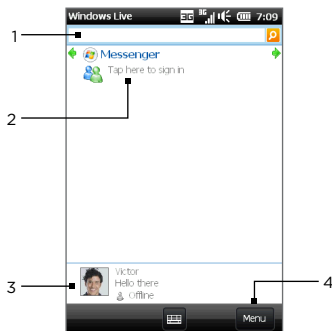 Windows Live 3G 3G 7:09
1
Messenger
Tap here to sign in
2
Victor
3
Hello there
Offline
4
Menu